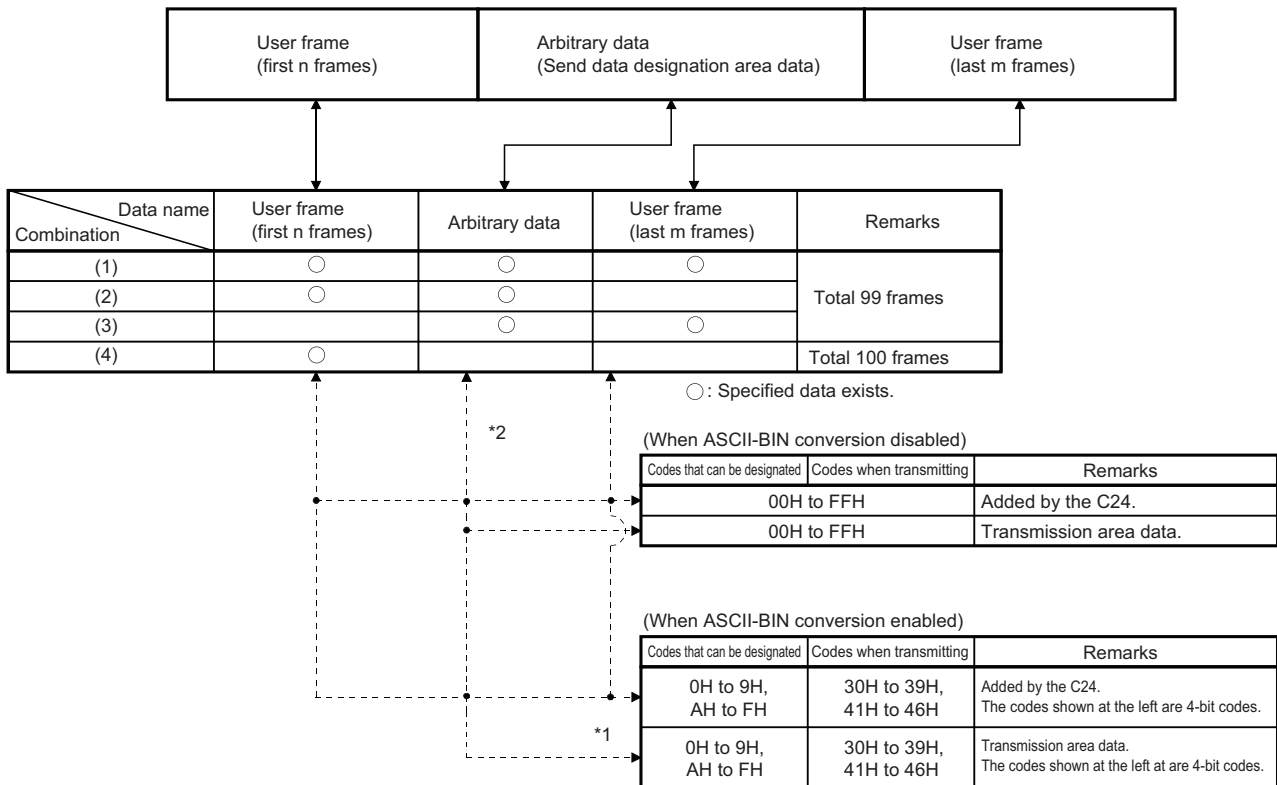 User frame
(first n frames)
Arbitrary data
(Send data designation area data)
User frame
(last m frames)
Data name
Combination
User frame
(first n frames)
Arbitrary data
User frame
(last m frames)
Remarks
(1) ○ ○ ○
(2) ○ ○
(3) ○ ○
Total 99 frames
(4) ○ Total 100 frames
○: Specified data exists.
*2
(When ASCII-BIN conversion disabled)
Codes that can be designated Codes when transmitting Remarks
00H to FFH Added by the C24.
00H to FFH Transmission area data.
(When ASCII-BIN conversion enabled)
Codes that can be designated Codes when transmitting Remarks
0H to 9H,
AH to FH
30H to 39H,
41H to 46H
Added by the C24.
The codes shown at the left are 4-bit codes.
*1
0H to 9H,
AH to FH
30H to 39H,
41H to 46H
Transmission area data.
The codes shown at the left at are 4-bit codes.